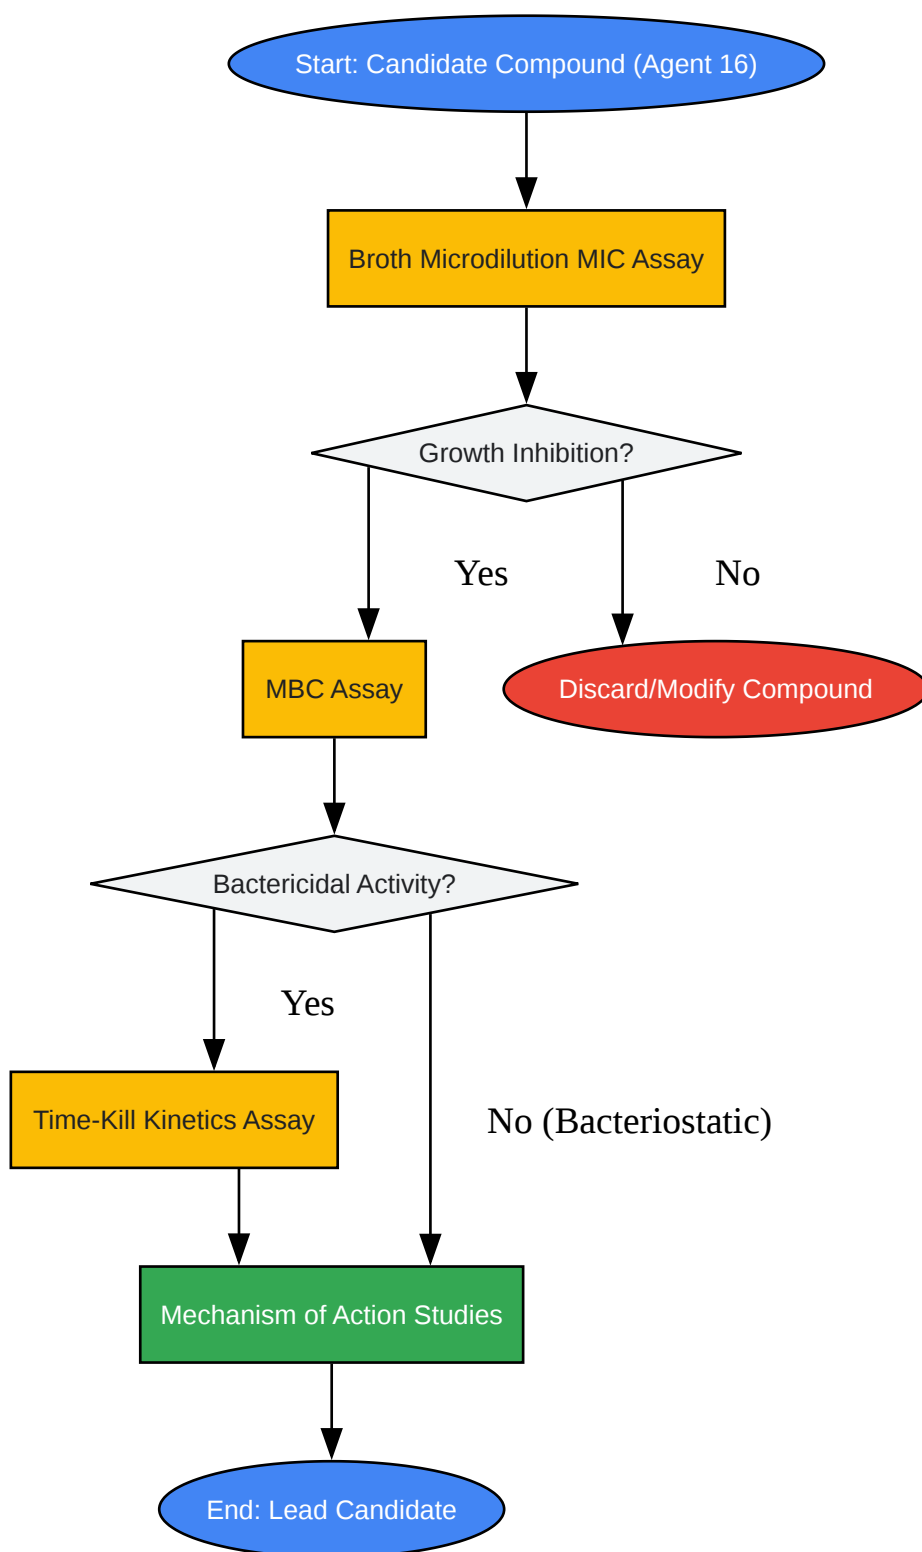 Start: Candidate Compound (Agent 16)
Broth Microdilution MIC Assay
Growth Inhibition?
Yes
No
MBC Assay
Discard/Modify Compound
Bactericidal Activity?
Yes
Time-Kill Kinetics Assay
No (Bacteriostatic)
Mechanism of Action Studies
End: Lead Candidate